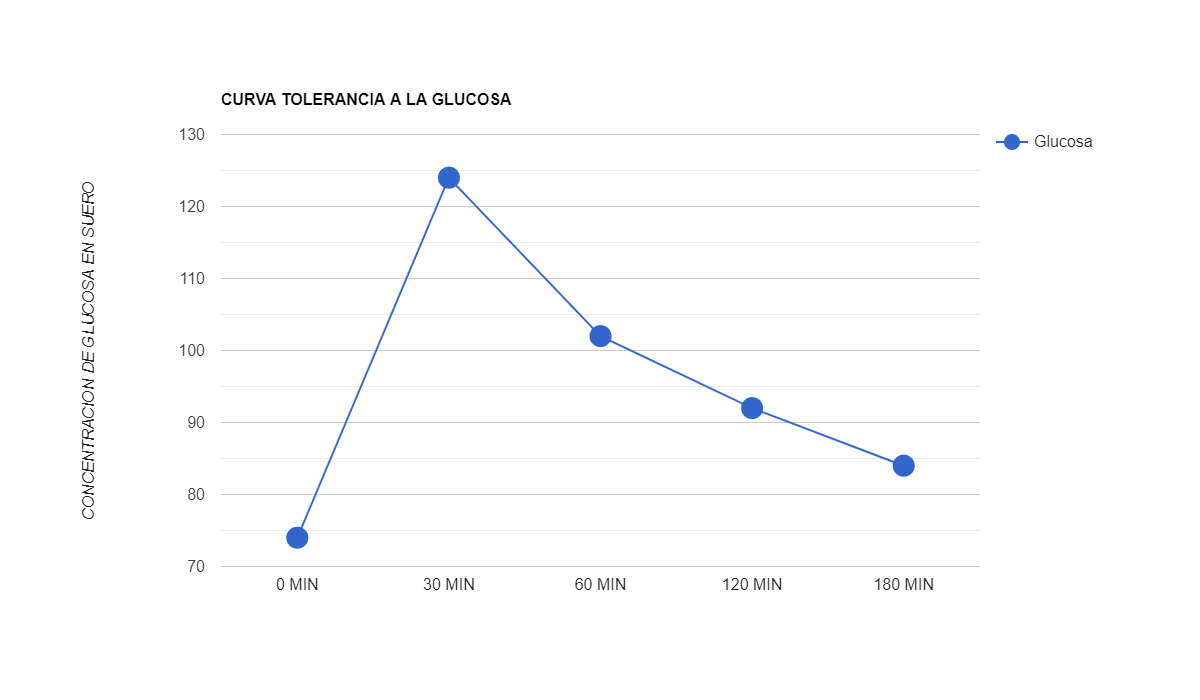 CURVA TOLERANCIA A LA GLUCOSA
Glucosa
CONCENTRACION DE GLUCOSA EN SUERO
130
120
110
100
90
80
70
0 MIN
30 MIN
60 MIN
120 MIN
180 MIN